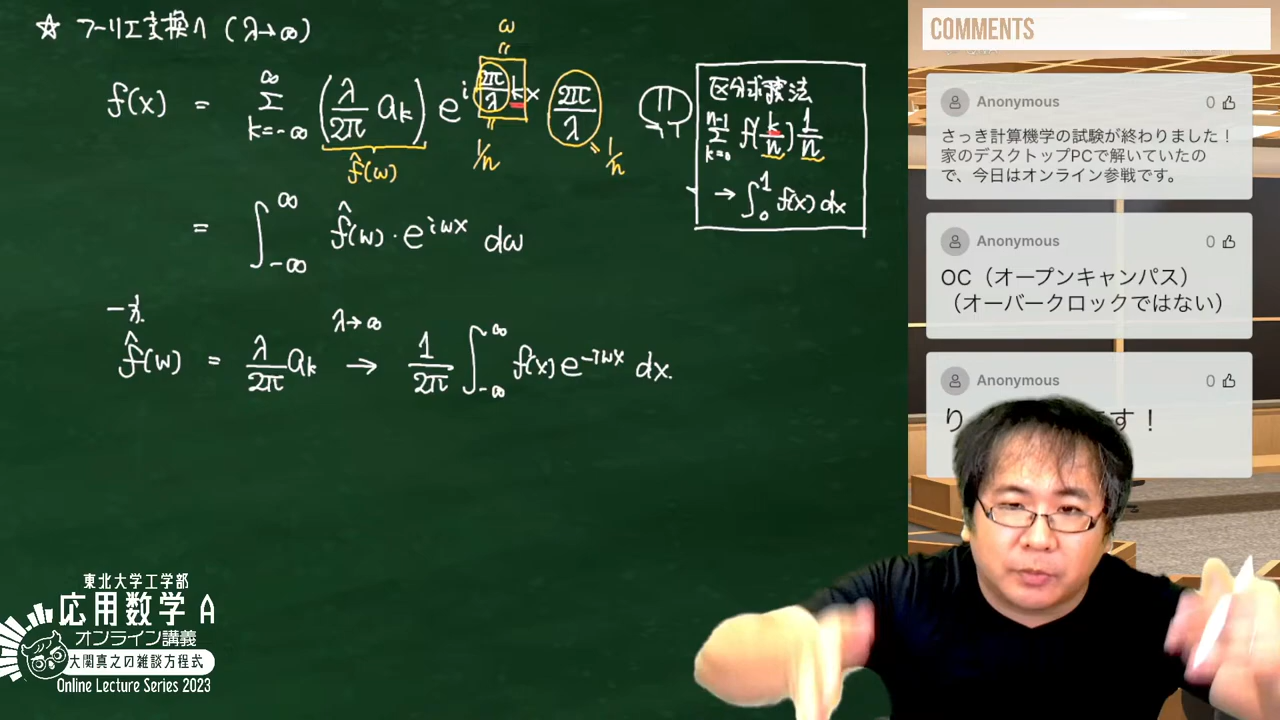 ☆ フーリエ変換へ (λ→∞)
f(x) = Σ_{k=-∞}^{∞} (λ/2π a_k) e^{i 2π/λ k x} 2π/λ
ω
"
f̂(ω)
" 1/n
= 1/n
区分求積法
Σ_{k=0}^{n-1} f(k/n) 1/n
→ ∫_0^1 f(x) dx
= ∫_{-∞}^{∞} f̂(ω)・e^{iωx} dω
一方
f̂(ω) = λ/2π a_k →^{λ→∞} 1/2π ∫_{-∞}^{∞} f(x) e^{-iωx} dx.
東北大学工学部
応用数学 A
オンライン講義
大関真之の雑談方程式
Online Lecture Series 2023
COMMENTS
Anonymous 0
さっき計算機学の試験が終わりました！
家のデスクトップPCで解いていたの
で、今日はオンライン参戦です。
Anonymous 0
OC（オープンキャンパス）
（オーバークロックではない）
Anonymous 0
り す！